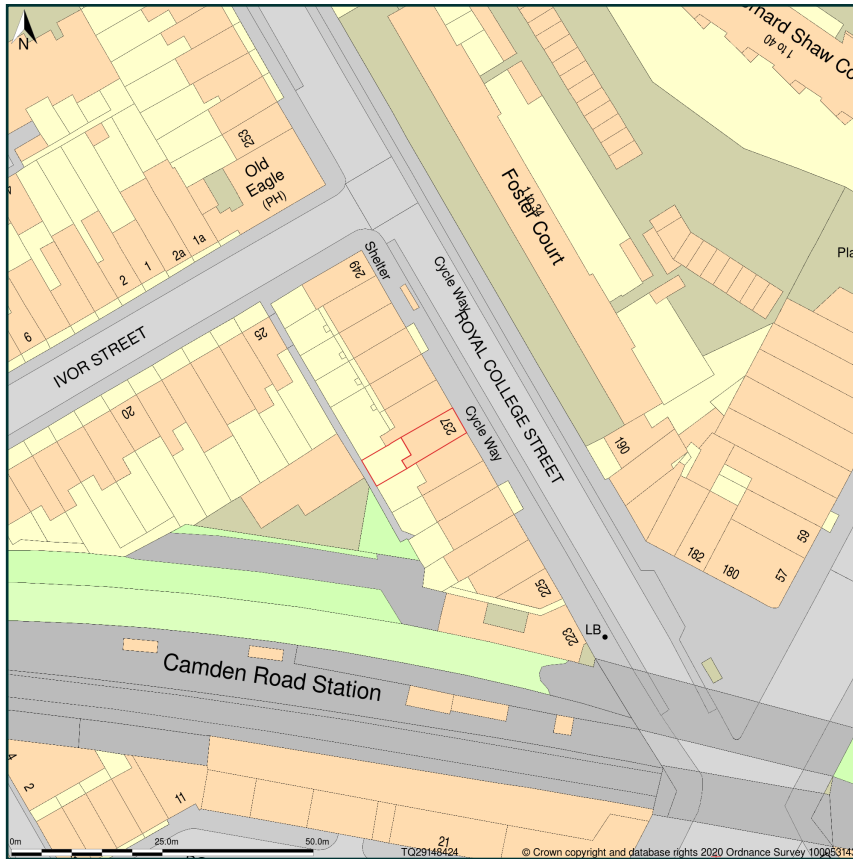 N
1 to 40
253
Old
Eagle
(PH)
Foster Court
1a
2a
1
2
6
Shelter
249
Cycle Way
ROYAL COLLEGE STREET
IVOR STREET
25
20
237
Cycle Way
190
59
182
180
57
225
223
LB
Camden Road Station
4
2
11
21
0m
25.0m
50.0m
TQ29148424
© Crown copyright and database rights 2020 Ordnance Survey